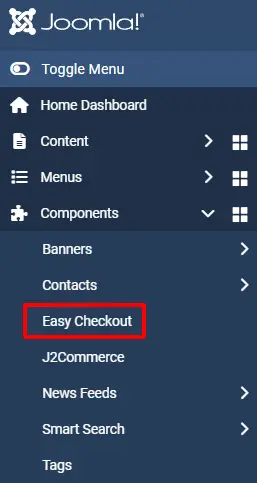 Joomla!®
Toggle Menu
Home Dashboard
Content
Menus
Components
Banners
Contacts
Easy Checkout
J2Commerce
News Feeds
Smart Search
Tags